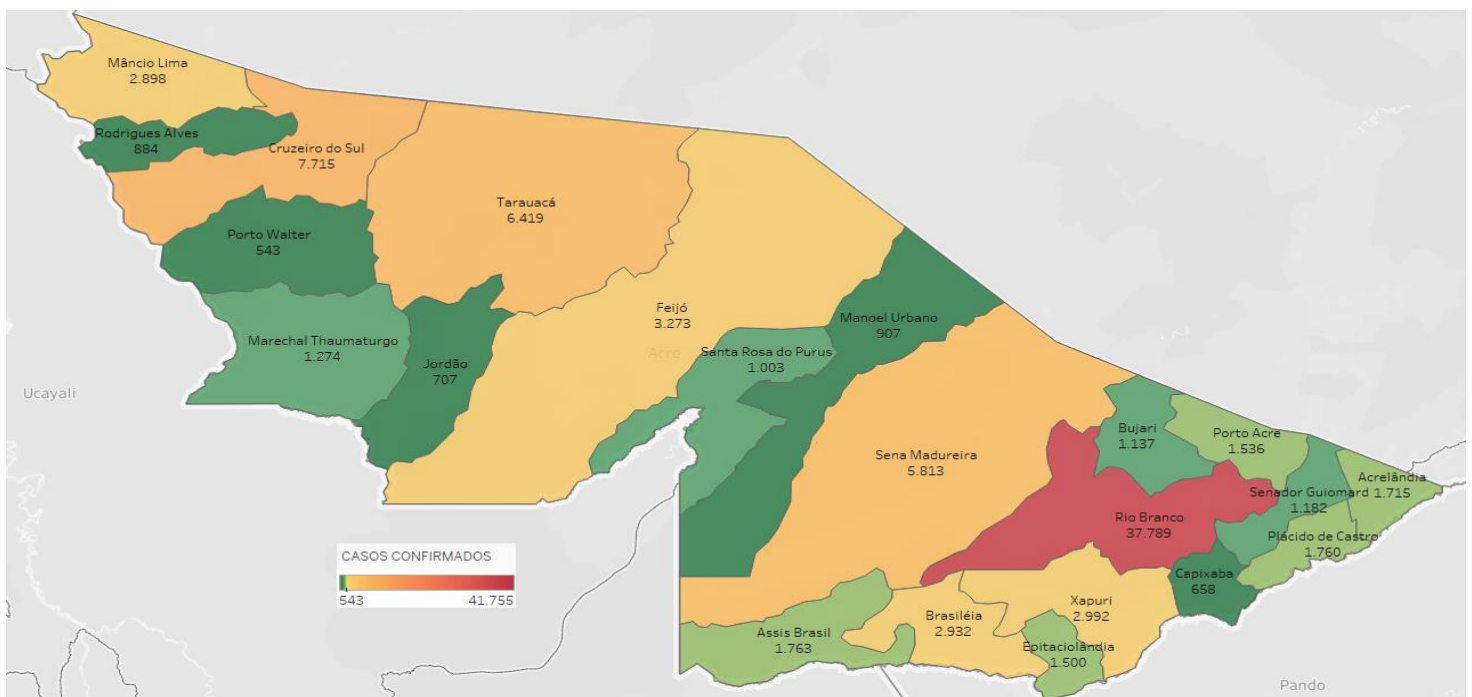 Mâncio Lima
2.898
Rodrigues Alves
884
Cruzeiro do Sul
7.715
Tarauacá
6.419
Porto Walter
543
Feijó
3.273
Marechal Thaumaturgo
1.274
Jordão
707
Manoel Urbano
907
Santa Rosa do Purus
1.003
Acre
Ucayali
Sena Madureira
5.813
Bujari
1.137
Porto Acre
1.536
Senador Guiomard
1.182
Acrelândia
1.715
Rio Branco
37.789
Plácido de Castro
1.760
Capixaba
658
Xapuri
2.992
Brasiléia
2.932
Assis Brasil
1.763
Epitaciolândia
1.500
CASOS CONFIRMADOS
543 41.755
Pando